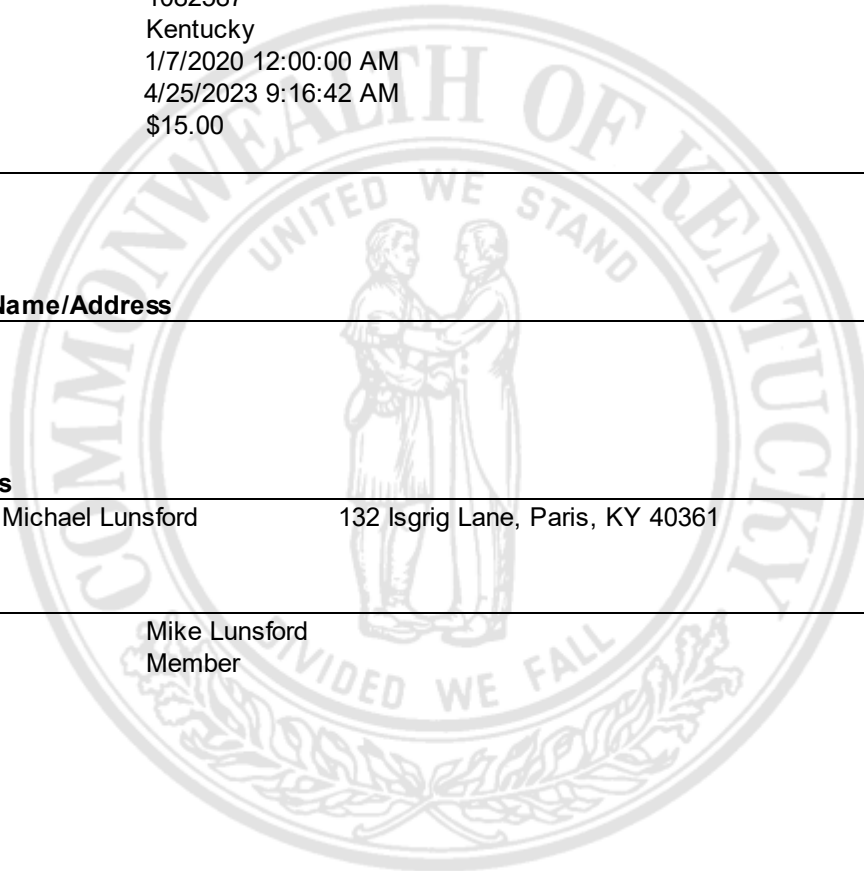 Kentucky
1/7/2020 12:00:00 AM
4/25/2023 9:16:42 AM
$15.00
COMMONWEALTH OF KENTUCKY
UNITED WE STAND
Name/Address
s
Michael Lunsford 132 Isgrig Lane, Paris, KY 40361
Mike Lunsford
Member
DIVIDED WE FALL